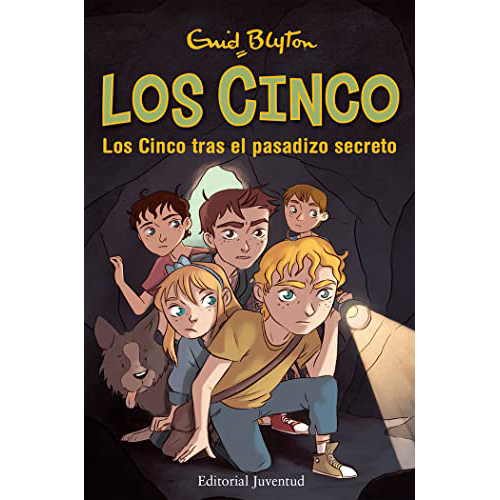 Enid Blyton
LOS CINCO
Los Cinco tras el pasadizo secreto
Editorial Juventud